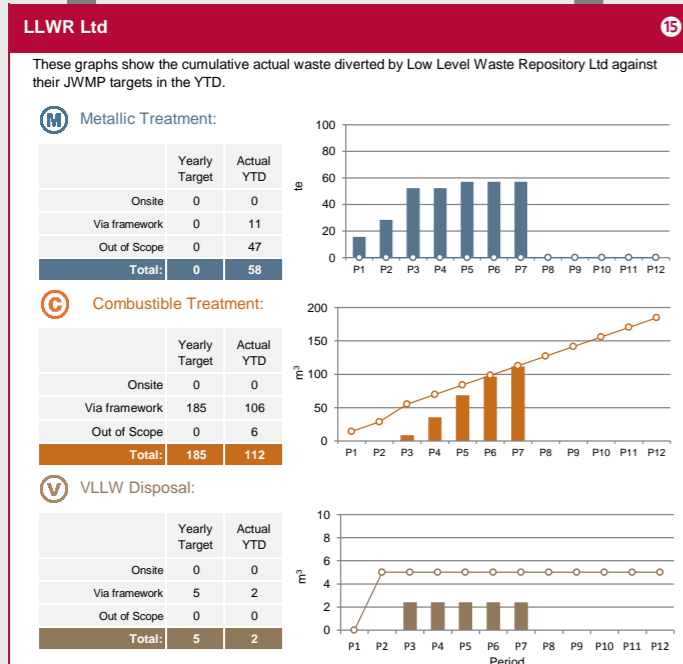 LLWR Ltd
15
These graphs show the cumulative actual waste diverted by Low Level Waste Repository Ltd against
their JWMP targets in the YTD.
M Metallic Treatment:
Yearly Target Actual YTD
Onsite 0 0
Via framework 0 11
Out of Scope 0 47
Total: 0 58
100
80
60
40
20
0
te
P1 P2 P3 P4 P5 P6 P7 P8 P9 P10 P11 P12
C Combustible Treatment:
Yearly Target Actual YTD
Onsite 0 0
Via framework 185 106
Out of Scope 0 6
Total: 185 112
200
150
100
50
0
m³
P1 P2 P3 P4 P5 P6 P7 P8 P9 P10 P11 P12
V VLLW Disposal:
Yearly Target Actual YTD
Onsite 0 0
Via framework 5 2
Out of Scope 0 0
Total: 5 2
10
8
6
4
2
0
m³
P1 P2 P3 P4 P5 P6 P7 P8 P9 P10 P11 P12
Period